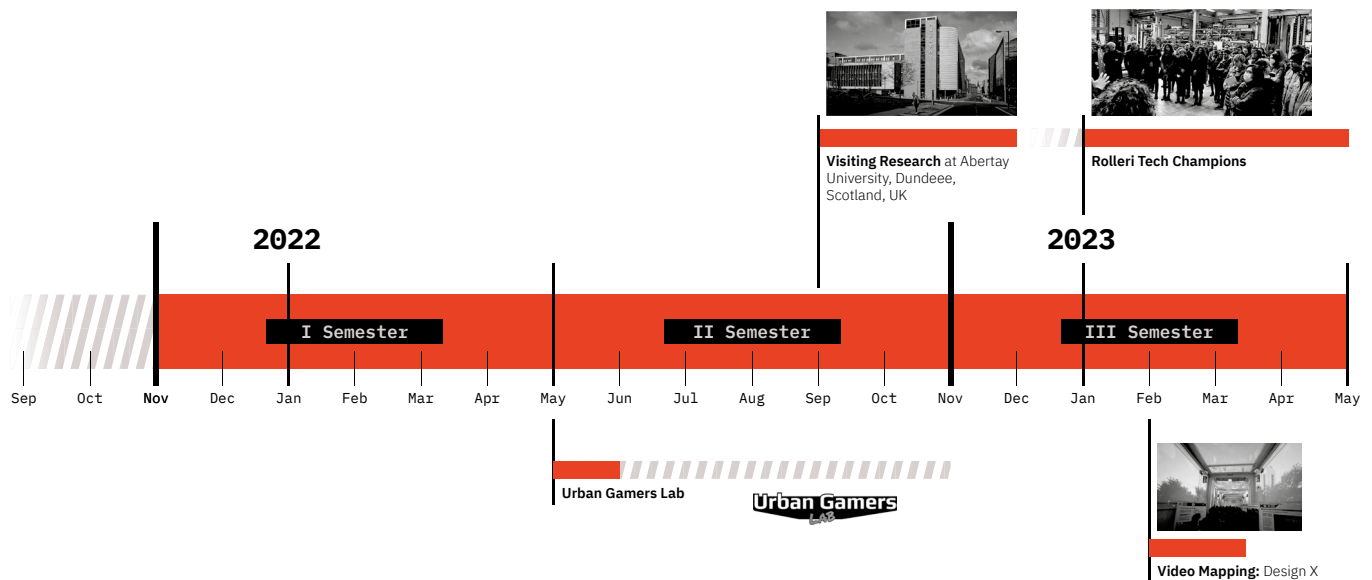 Visiting Research at Abertay
University, Dundeee,
Scotland, UK
Rolleri Tech Champions
2022
2023
I Semester
II Semester
III Semester
Sep Oct Nov Dec Jan Feb Mar Apr May Jun Jul Aug Sep Oct Nov Dec Jan Feb Mar Apr May
Urban Gamers Lab
Urban Gamers
LAB
Video Mapping: Design X